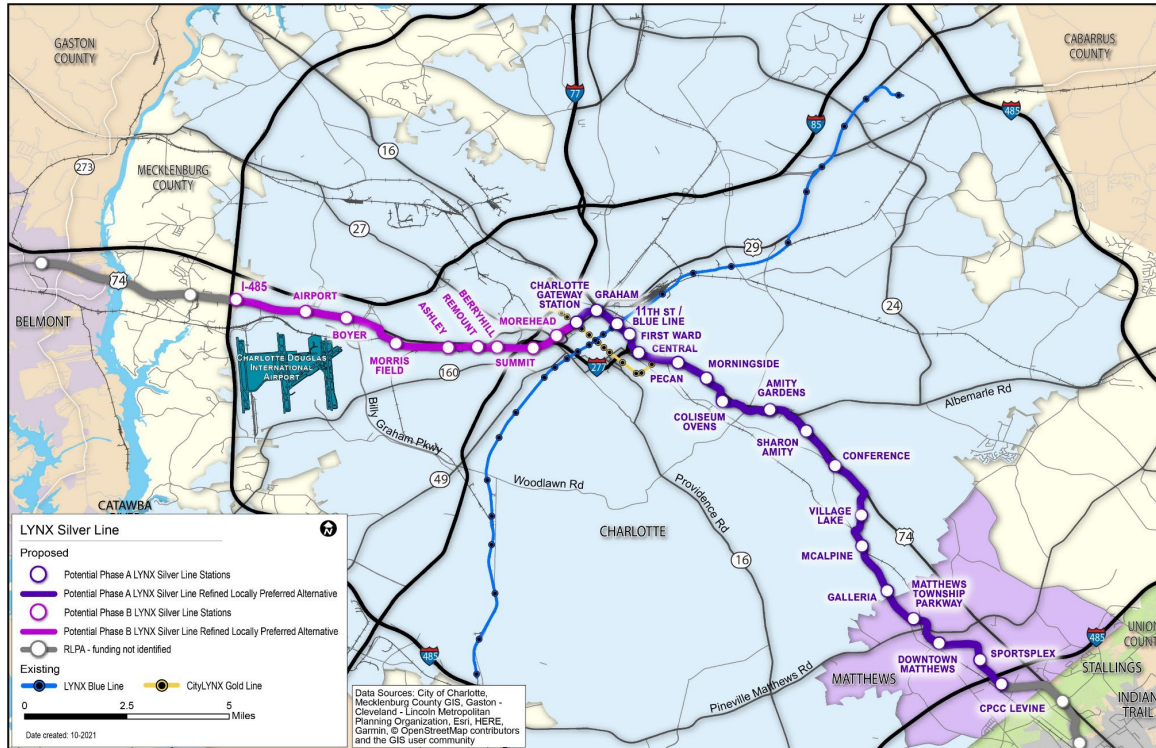 GASTON
COUNTY
CABARRUS
COUNTY
77
485
85
16
273
MECKLENBURG
COUNTY
27
29
74
I-485
AIRPORT
BOYER
MORRIS
FIELD
ASHLEY
REMOUNT
BERRYHILL
SUMMIT
MOREHEAD
CHARLOTTE
GATEWAY
STATION
GRAHAM
11TH ST /
BLUE LINE
FIRST WARD
CENTRAL
PECAN
MORNINGSIDE
COLISEUM
OVENS
AMITY
GARDENS
SHARON
AMITY
CONFERENCE
VILLAGE
LAKE
MCALPINE
GALLERIA
MATTHEWS
TOWNSHIP
PARKWAY
DOWNTOWN
MATTHEWS
SPORTSPLEX
CPCC LEVINE
24
BELMONT
CHARLOTTE DOUGLAS
INTERNATIONAL
AIRPORT
160
277
Albemarle Rd
Billy Graham Pkwy
49
Woodlawn Rd
Providence Rd
CHARLOTTE
74
16
CATAWBA
485
Pineville Matthews Rd
MATTHEWS
485
STALLINGS
INDIAN
TRAIL
LYNX Silver Line
N
Proposed
Potential Phase A LYNX Silver Line Stations
Potential Phase A LYNX Silver Line Refined Locally Preferred Alternative
Potential Phase B LYNX Silver Line Stations
Potential Phase B LYNX Silver Line Refined Locally Preferred Alternative
RLPA - funding not identified
Existing
LYNX Blue Line
CityLYNX Gold Line
0 2.5 5
Miles
Date created: 10-2021
Data Sources: City of Charlotte,
Mecklenburg County GIS, Gaston -
Cleveland - Lincoln Metropolitan
Planning Organization, Esri, HERE,
Garmin, © OpenStreetMap contributors
and the GIS user community